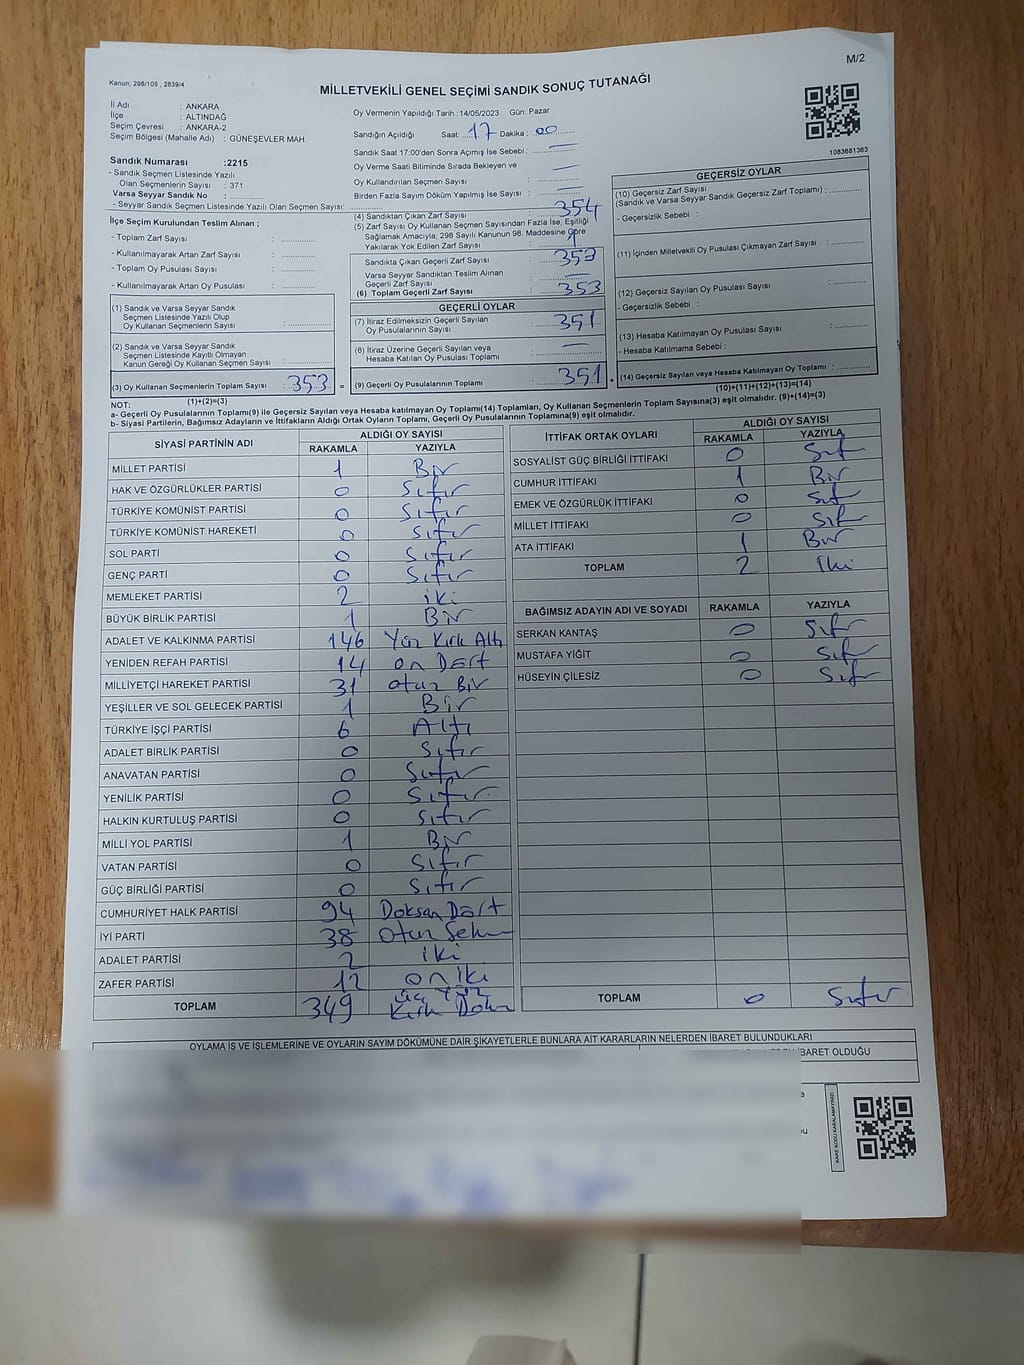 M/2
Kanun; 298/105 , 2839/4
MİLLETVEKİLİ GENEL SEÇİMİ SANDIK SONUÇ TUTANAĞI
İl Adı : ANKARA
İlçe : ALTINDAĞ
Seçim Çevresi : ANKARA-2
Seçim Bölgesi (Mahalle Adı) : GÜNEŞEVLER MAH.
Sandık Numarası :2215
- Sandık Seçmen Listesinde Yazılı
Olan Seçmenlerin Sayısı : 371
Varsa Seyyar Sandık No : ............
- Seyyar Sandık Seçmen Listesinde Yazılı Olan Seçmen Sayısı: ............
Oy Vermenin Yapıldığı Tarih :14/05/2023 Gün: Pazar
Sandığın Açıldığı Saat: 17 Dakika : 00
Sandık Saat 17:00'den Sonra Açımış İse Sebebi : —
Oy Verme Saati Bitiminde Sırada Bekleyen ve
Oy Kullandırılan Seçmen Sayısı : —
Birden Fazla Sayım Döküm Yapılmış İse Sayısı : —
1083681363
İlçe Seçim Kurulundan Teslim Alınan ;
- Toplam Zarf Sayısı : ............
- Kullanılmayarak Artan Zarf Sayısı : ............
- Toplam Oy Pusulası Sayısı : ............
- Kullanılmayarak Artan Oy Pusulası : ............
(1) Sandık ve Varsa Seyyar Sandık
Seçmen Listesinde Yazılı Olup
Oy Kullanan Seçmenlerin Sayısı : ............
(2) Sandık ve Varsa Seyyar Sandık
Seçmen Listesinde Kayıtlı Olmayan
Kanun Gereği Oy Kullanan Seçmen Sayısı : ............
(3) Oy Kullanan Seçmenlerin Toplam Sayısı : 353 =
(1)+(2)=(3)
(4) Sandıktan Çıkan Zarf Sayısı : 354
(5) Zarf Sayısı Oy Kullanan Seçmen Sayısından Fazla İse, Eşitliği
Sağlamak Amacıyla; 298 Sayılı Kanunun 98. Maddesine Göre
Yakılarak Yok Edilen Zarf Sayısı : 1
Sandıkta Çıkan Geçerli Zarf Sayısı : 353
Varsa Seyyar Sandıktan Teslim Alınan
Geçerli Zarf Sayısı : —
(6) Toplam Geçerli Zarf Sayısı : 353
GEÇERLİ OYLAR
(7) İtiraz Edilmeksizin Geçerli Sayılan
Oy Pusulalarının Sayısı : 351
(8) İtiraz Üzerine Geçerli Sayılan veya
Hesaba Katılan Oy Pusulası Toplamı : —
(9) Geçerli Oy Pusulalarının Toplamı : 351 +
GEÇERSİZ OYLAR
(10) Geçersiz Zarf Sayısı
(Sandık ve Varsa Seyyar Sandık Geçersiz Zarf Toplamı) : ............
- Geçersizlik Sebebi : ............
(11) İçinden Milletvekili Oy Pusulası Çıkmayan Zarf Sayısı : ............
(12) Geçersiz Sayılan Oy Pusulası Sayısı : ............
- Geçersizlik Sebebi :
(13) Hesaba Katılmayan Oy Pusulası Sayısı : ............
- Hesaba Katılmama Sebebi :
(14) Geçersiz Sayılan veya Hesaba Katılmayan Oy Toplamı : ............
(10)+(11)+(12)+(13)=(14)
NOT:
a- Geçerli Oy Pusulalarının Toplamı(9) ile Geçersiz Sayılan veya Hesaba katılmayan Oy Toplamı(14) Toplamları, Oy Kullanan Seçmenlerin Toplam Sayısına(3) eşit olmalıdır. (9)+(14)=(3)
b- Siyasi Partilerin, Bağımsız Adayların ve İttifakların Aldığı Ortak Oyların Toplamı, Geçerli Oy Pusulalarının Toplamına(9) eşit olmalıdır.
SİYASİ PARTİNİN ADI ALDIĞI OY SAYISI
RAKAMLA YAZIYLA
MİLLET PARTİSİ 1 Bir
HAK VE ÖZGÜRLÜKLER PARTİSİ 0 Sıfır
TÜRKİYE KOMÜNİST PARTİSİ 0 Sıfır
TÜRKİYE KOMÜNİST HAREKETİ 0 Sıfır
SOL PARTİ 0 Sıfır
GENÇ PARTİ 0 Sıfır
MEMLEKET PARTİSİ 2 iki
BÜYÜK BİRLİK PARTİSİ 1 Bir
ADALET VE KALKINMA PARTİSİ 146 Yüz Kırk Altı
YENİDEN REFAH PARTİSİ 14 on Dört
MİLLİYETÇİ HAREKET PARTİSİ 31 otuz Bir
YEŞİLLER VE SOL GELECEK PARTİSİ 1 Bir
TÜRKİYE İŞÇİ PARTİSİ 6 Altı
ADALET BİRLİK PARTİSİ 0 Sıfır
ANAVATAN PARTİSİ 0 Sıfır
YENİLİK PARTİSİ 0 Sıfır
HALKIN KURTULUŞ PARTİSİ 0 Sıfır
MİLLİ YOL PARTİSİ 1 Bir
VATAN PARTİSİ 0 Sıfır
GÜÇ BİRLİĞİ PARTİSİ 0 Sıfır
CUMHURİYET HALK PARTİSİ 94 Doksan Dört
İYİ PARTİ 38 otuz Sekiz
ADALET PARTİSİ 2 iki
ZAFER PARTİSİ 12 on iki
TOPLAM 349 üç Yüz Kırk Dokuz
İTTİFAK ORTAK OYLARI ALDIĞI OY SAYISI
RAKAMLA YAZIYLA
SOSYALİST GÜÇ BİRLİĞİ İTTİFAKI 0 Sıfır
CUMHUR İTTİFAKI 1 Bir
EMEK VE ÖZGÜRLÜK İTTİFAKI 0 Sıfır
MİLLET İTTİFAKI 0 Sıfır
ATA İTTİFAKI 1 Bir
TOPLAM 2 iki
BAĞIMSIZ ADAYIN ADI VE SOYADI RAKAMLA YAZIYLA
SERKAN KANTAŞ 0 Sıfır
MUSTAFA YİĞİT 0 Sıfır
HÜSEYİN ÇİLESİZ 0 Sıfır
TOPLAM 0 Sıfır
OYLAMA İŞ VE İŞLEMLERİNE VE OYLARIN SAYIM DÖKÜMÜNE DAİR ŞİKAYETLERLE BUNLARA AİT KARARLARIN NELERDEN İBARET BULUNDUKLARI
İBARET OLDUĞU
KARE KODU KARALAMAYINIZ!